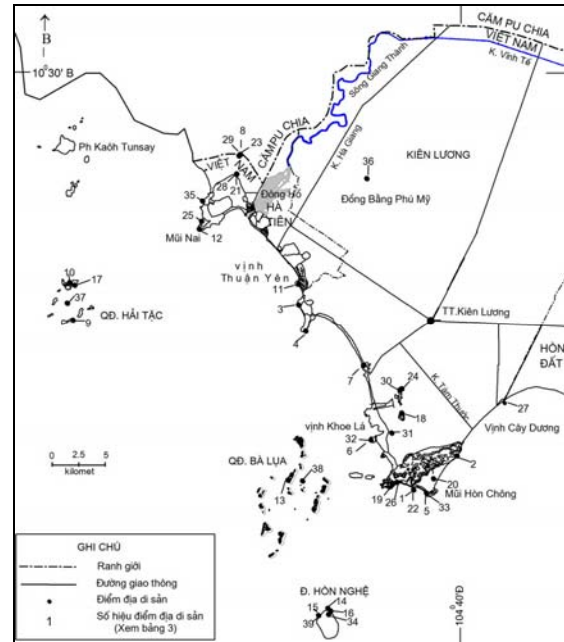 B
10°30' B
CĂM PU CHIA
VIỆT NAM
K. Vĩnh Tế
Sông Giang Thành
Ph Kaôh Tunsay
8
29
23
CĂMPU CHIA
VIỆT NAM
K. Hà Giang
36
KIÊN LƯƠNG
Đồng Bằng Phú Mỹ
21
28
35
Đông Hồ
HÀ TIÊN
25
12
Mũi Nai
vịnh
Thuận Yên
10
17
37
9
QĐ. HẢI TẶC
11
3
4
TT.Kiên Lương
HÒN ĐẤT
7
30
24
18
K. Tám Thước
27
Vịnh Cây Dương
vịnh Khoe Lá
32
6
31
2
0
2.5
5
kilomet
QĐ. BÀ LỤA
38
13
19
26
1
22
5
33
20
Mũi Hòn Chông
GHI CHÚ
Ranh giới
Đường giao thông
Điểm địa di sản
1
Số hiệu điểm địa di sản
(Xem bảng 3)
Đ. HÒN NGHỆ
15
14
16
39
34
104°40'Đ